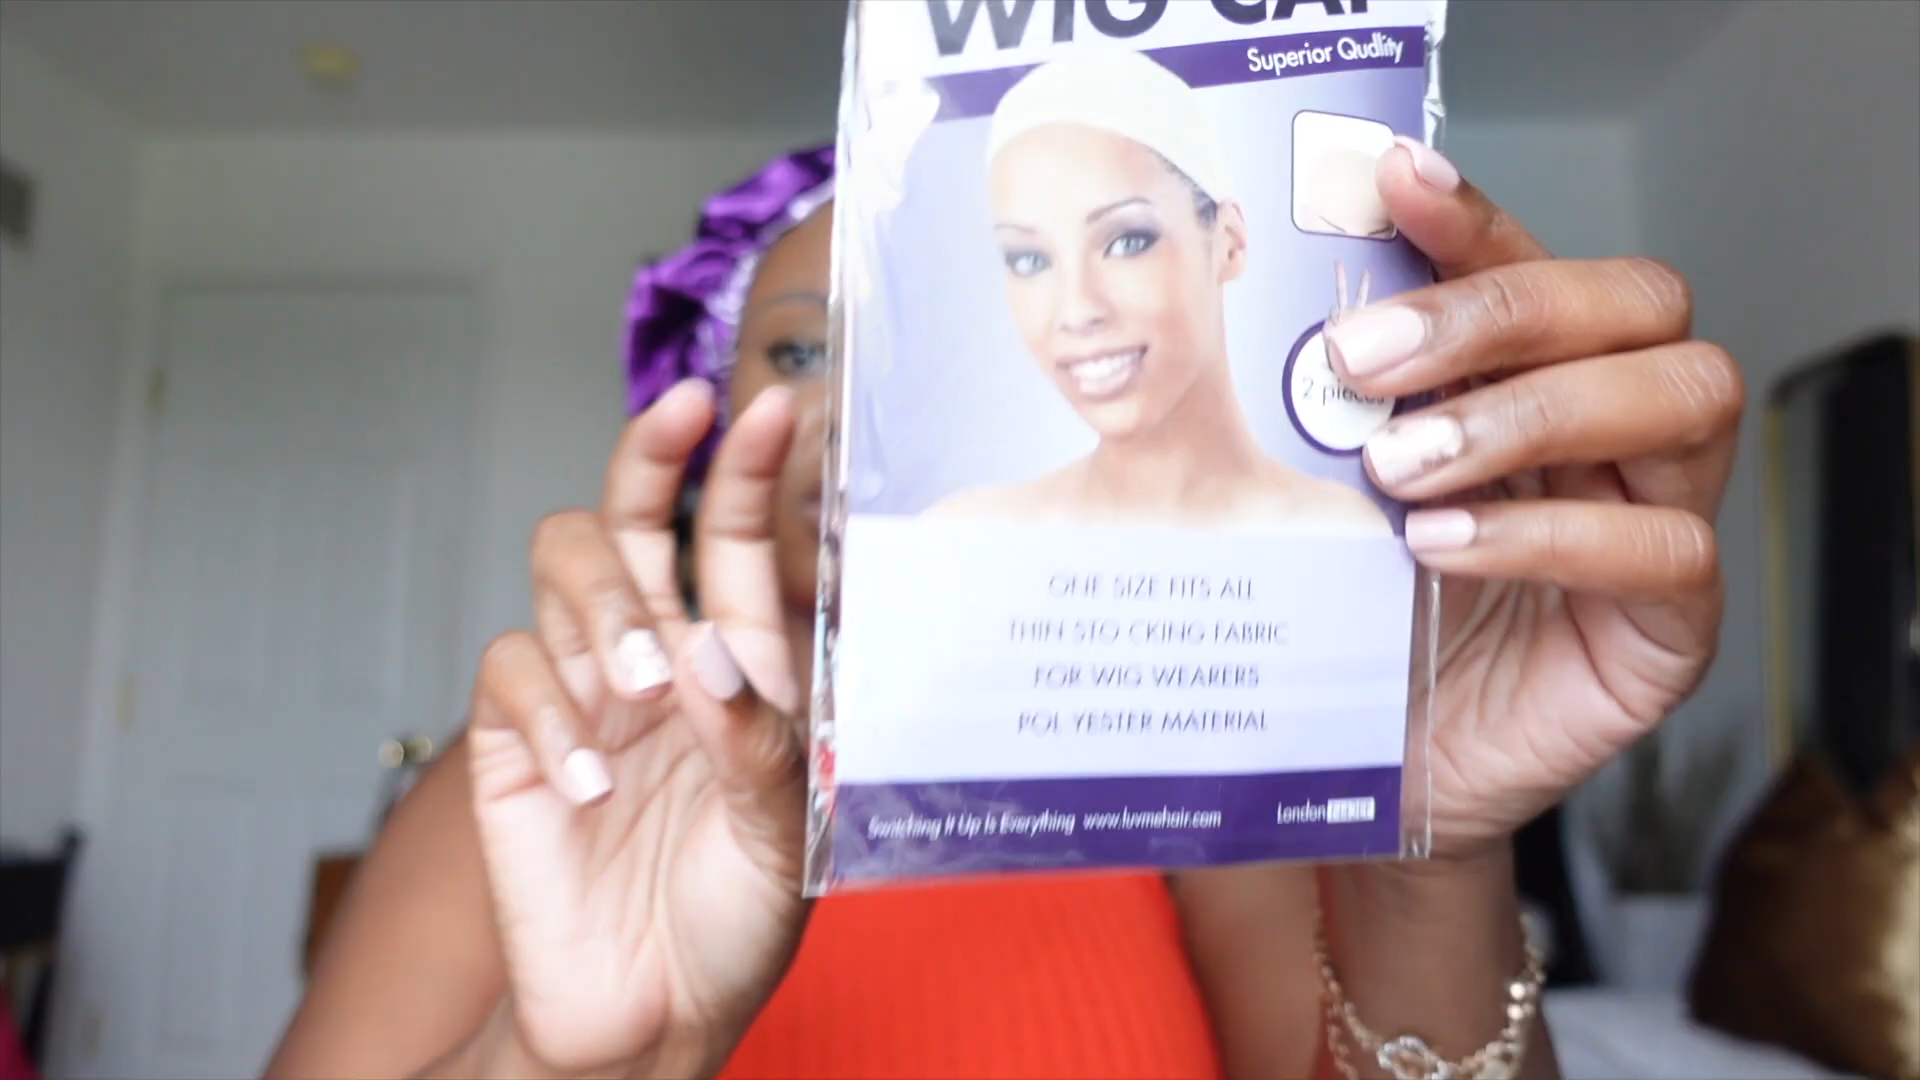 WIG CAP
Superior Qudlity
2 pieces
ONE SIZE FITS ALL
THIN STO CKING FABRIC
FOR WIG WEARERS
POL YESTER MATERIAL
Switching It Up Is Everything www.luvmehair.com
London